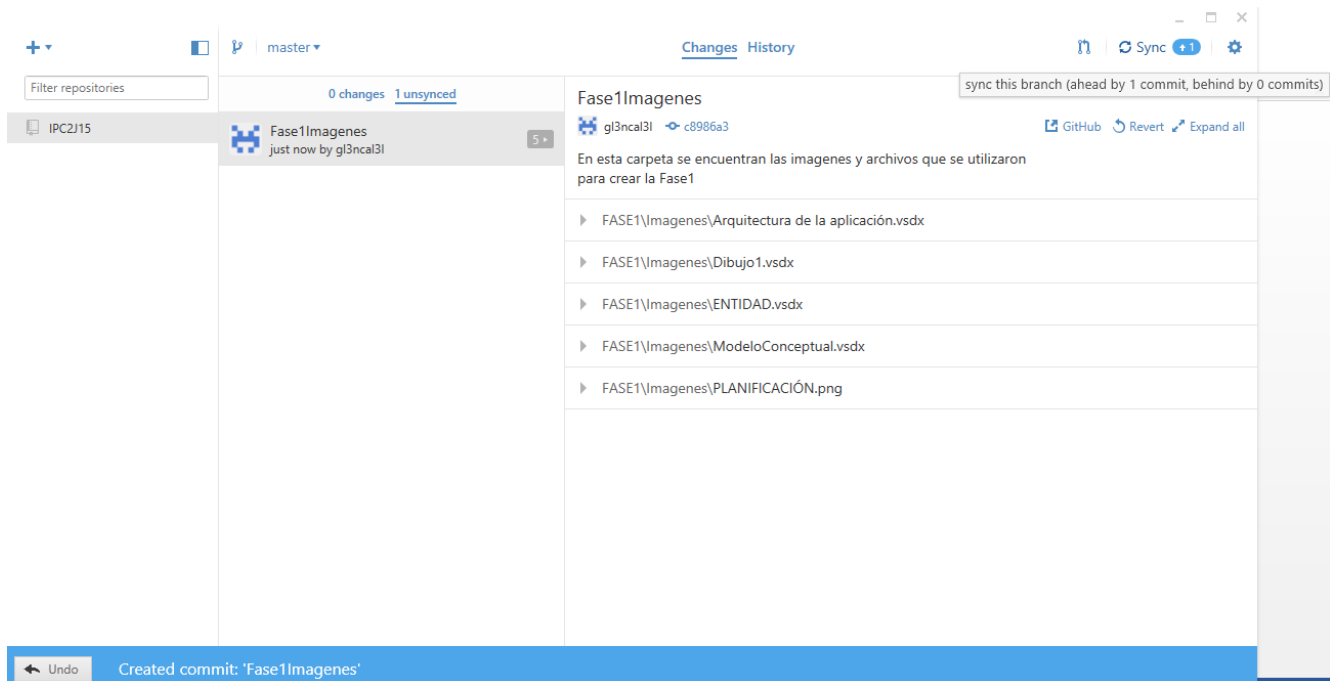 master
Changes History
Sync +1
sync this branch (ahead by 1 commit, behind by 0 commits)
Filter repositories
IPC2J15
0 changes 1 unsynced
Fase1Imagenes
just now by gl3ncal3l
5
Fase1Imagenes
gl3ncal3l c8986a3
GitHub Revert Expand all
En esta carpeta se encuentran las imagenes y archivos que se utilizaron
para crear la Fase1
FASE1\Imagenes\Arquitectura de la aplicación.vsdx
FASE1\Imagenes\Dibujo1.vsdx
FASE1\Imagenes\ENTIDAD.vsdx
FASE1\Imagenes\ModeloConceptual.vsdx
FASE1\Imagenes\PLANIFICACIÓN.png
Undo
Created commit: 'Fase1Imagenes'